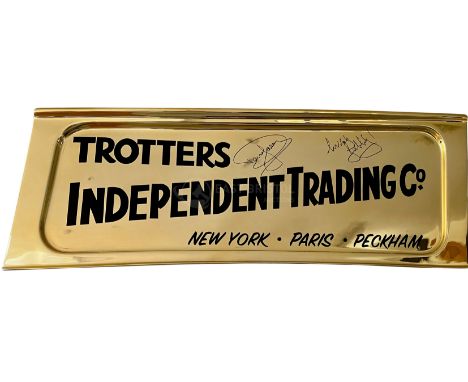 TROTTERS
INDEPENDENT TRADING Co
NEW YORK · PARIS · PECKHAM